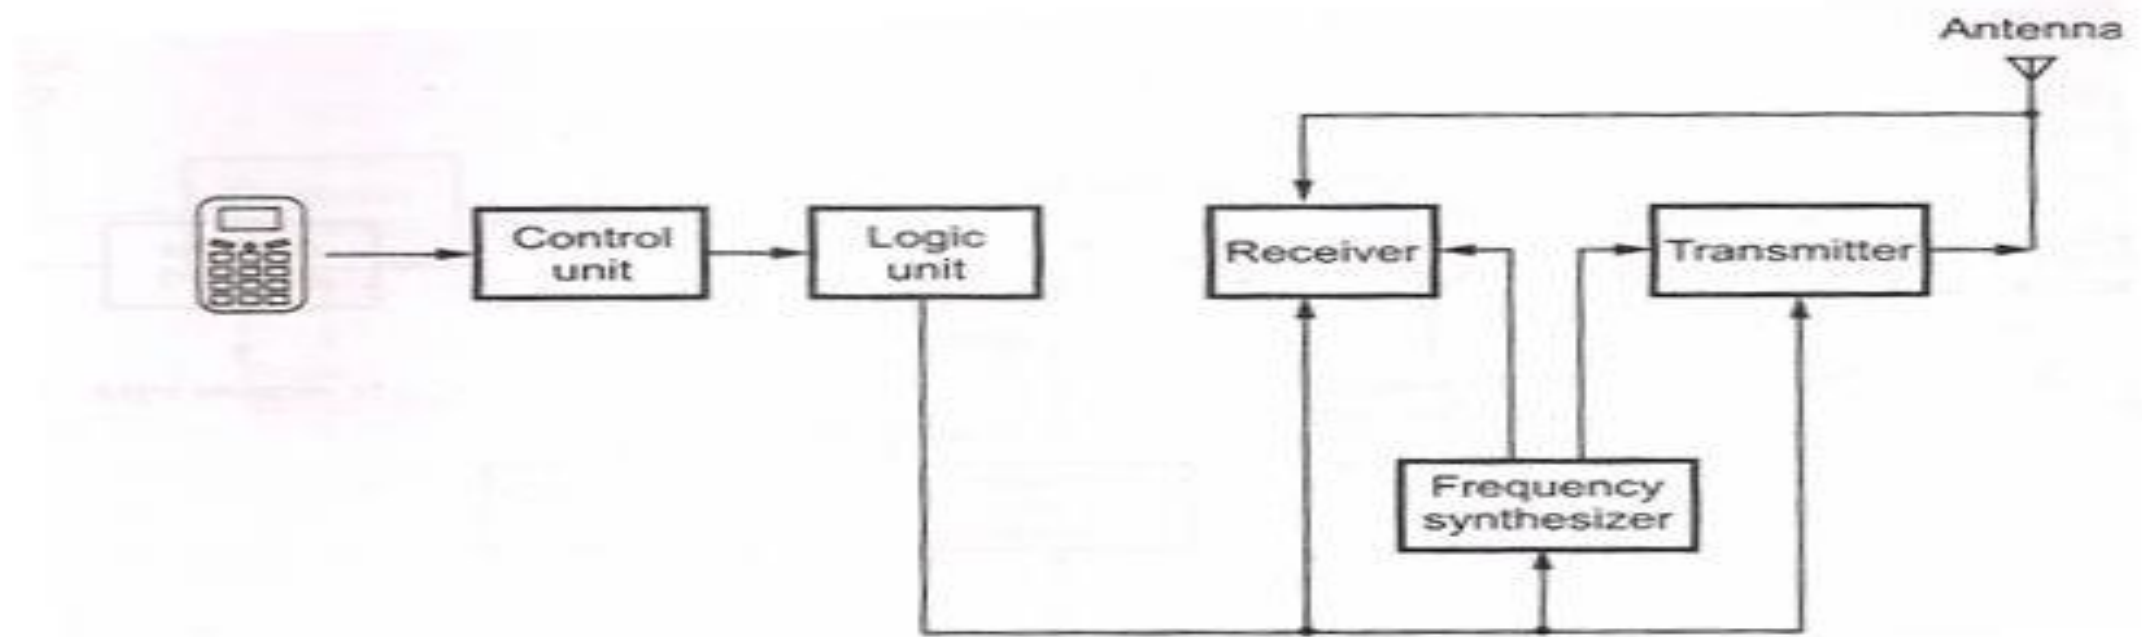 Antenna
Control
unit
Logic
unit
Receiver
Transmitter
Frequency
synthesizer